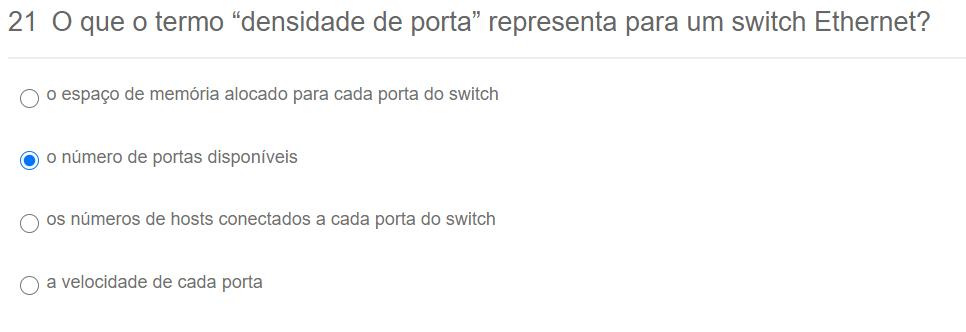 21 O que o termo “densidade de porta” representa para um switch Ethernet?
o espaço de memória alocado para cada porta do switch
o número de portas disponíveis
os números de hosts conectados a cada porta do switch
a velocidade de cada porta